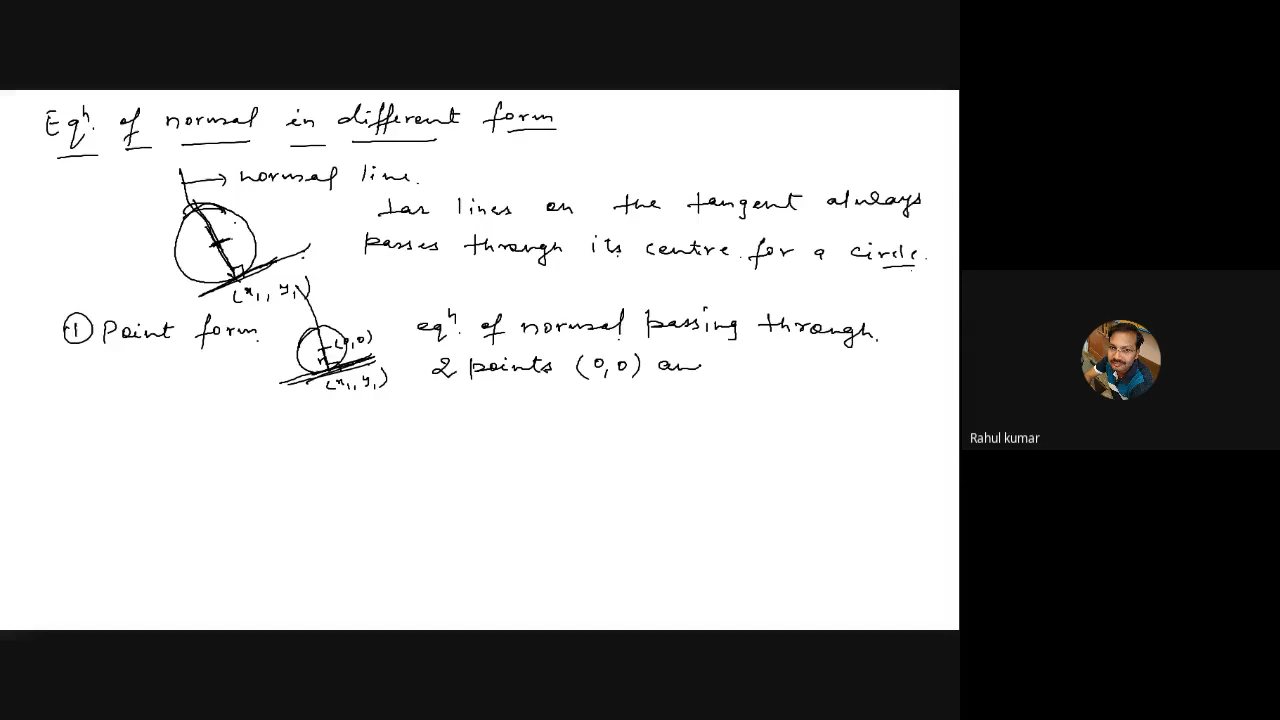 Eqⁿ. of normal in different form
normal line.
⊥ar lines on the tangent always
passes through its centre for a circle.
(x₁, y₁)
① Point form.
(0,0)
(x₁, y₁)
eqⁿ. of normal passing through.
2 points (0,0) an
Rahul kumar